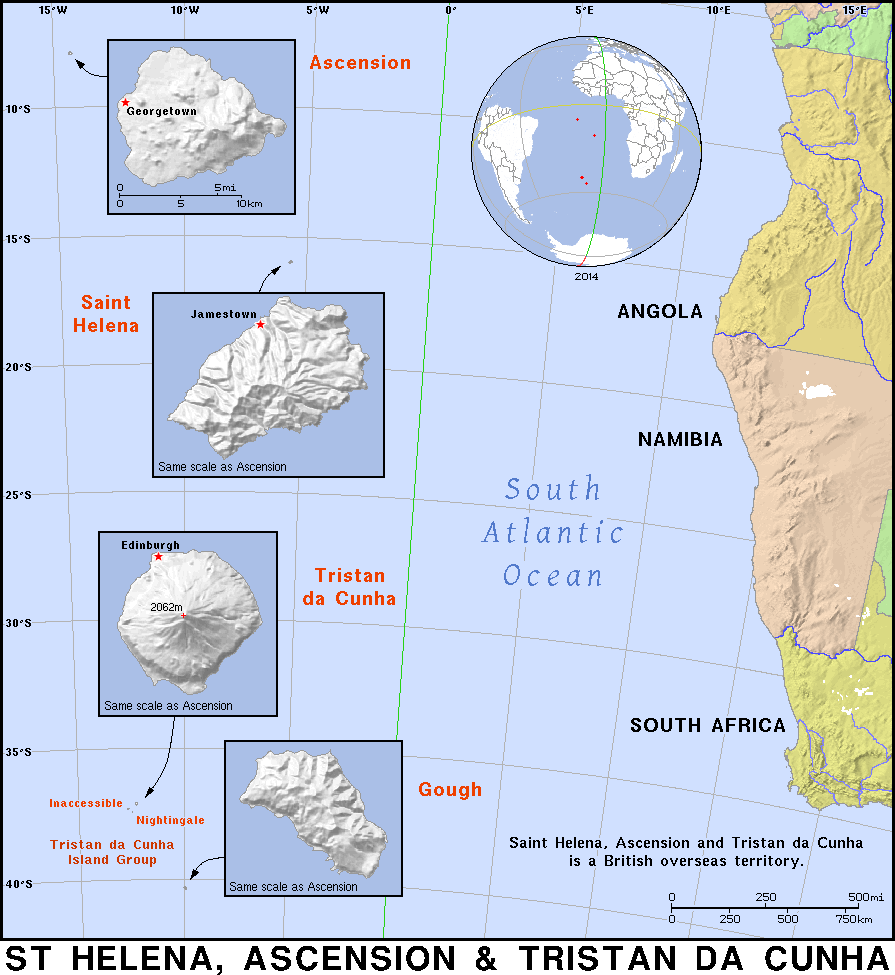 15°W
10°W
5°W
0°
5°E
10°E
15°E
Ascension
Georgetown
0
5mi
0
5
10km
10°S
2014
15°S
Saint
Helena
Jamestown
Same scale as Ascension
ANGOLA
20°S
NAMIBIA
25°S
South
Atlantic
Ocean
Edinburgh
2062m
Same scale as Ascension
Tristan
da Cunha
30°S
SOUTH AFRICA
35°S
Gough
Same scale as Ascension
Inaccessible
Nightingale
Tristan da Cunha
Island Group
40°S
Saint Helena, Ascension and Tristan da Cunha
is a British overseas territory.
0
250
500mi
0
250
500
750km
ST HELENA, ASCENSION & TRISTAN DA CUNHA